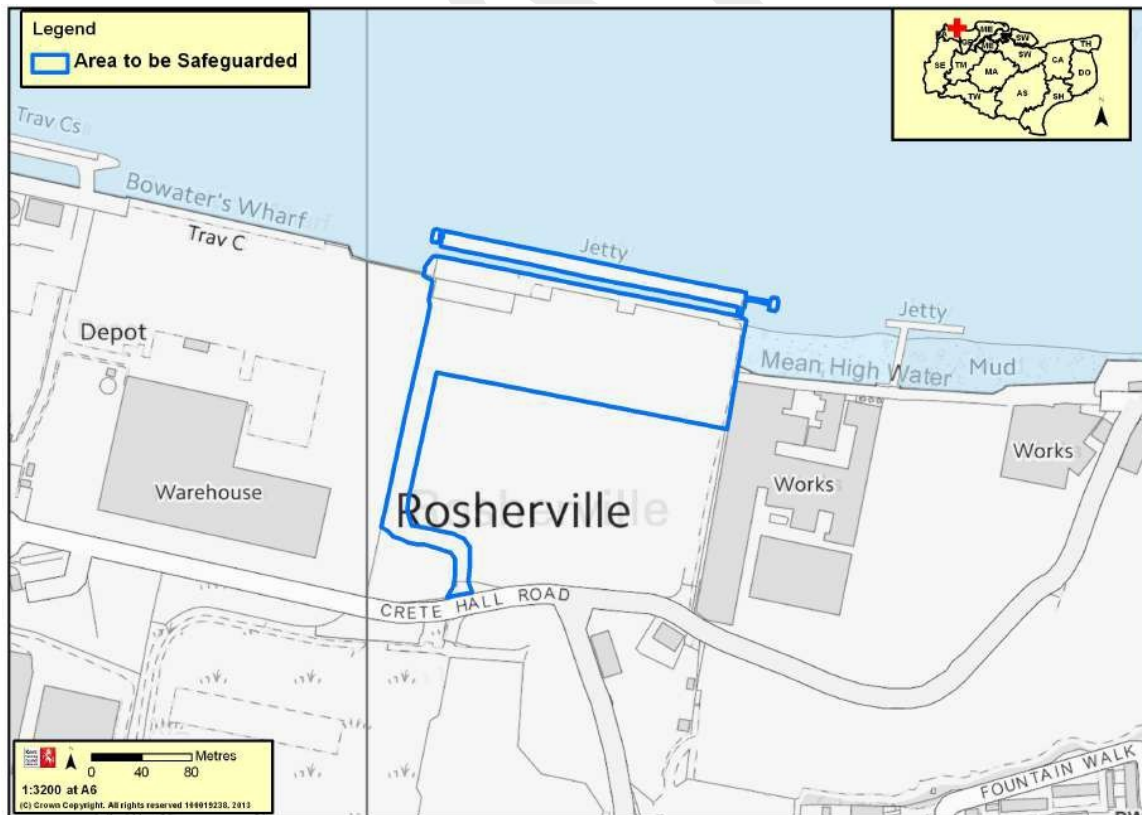 Legend
Area to be Safeguarded
ME
SW
TH
ME
SW
CA
SE
TM
MA
DO
AS
SH
TW
N
Trav Cs
Bowater's Wharf
Trav C
Jetty
Depot
Jetty
Mean High Water
Mud
Warehouse
Works
Works
Rosherville
CRETE HALL ROAD
FOUNTAIN WALK
Metres
0 40 80
1:3200 at A6
(C) Crown Copyright. All rights reserved 100019238, 2013